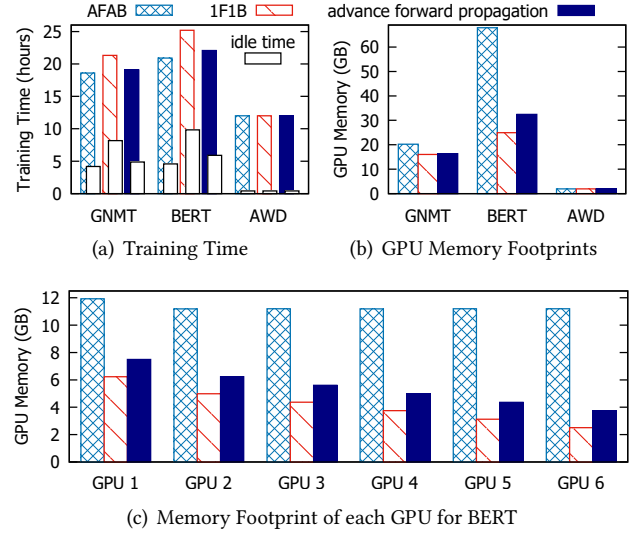 AFAB 1F1B advance forward propagation
Training Time (hours)
25
20
15
10
5
0
idle time
GNMT BERT AWD
(a) Training Time
GPU Memory (GB)
60
50
40
30
20
10
0
GNMT BERT AWD
(b) GPU Memory Footprints
GPU Memory (GB)
12
10
8
6
4
2
0
GPU 1 GPU 2 GPU 3 GPU 4 GPU 5 GPU 6
(c) Memory Footprint of each GPU for BERT